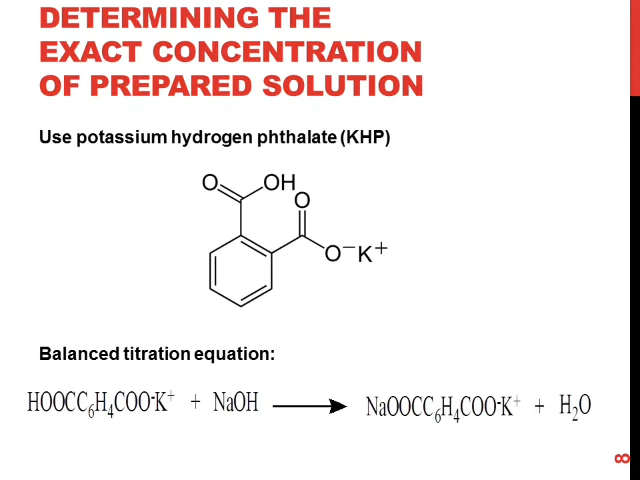 DETERMINING THE
EXACT CONCENTRATION
OF PREPARED SOLUTION
Use potassium hydrogen phthalate (KHP)
O OH
O
O⁻ K⁺
Balanced titration equation:
HOOCC₆H₄COO⁻K⁺ + NaOH → NaOOCC₆H₄COO⁻K⁺ + H₂O
8